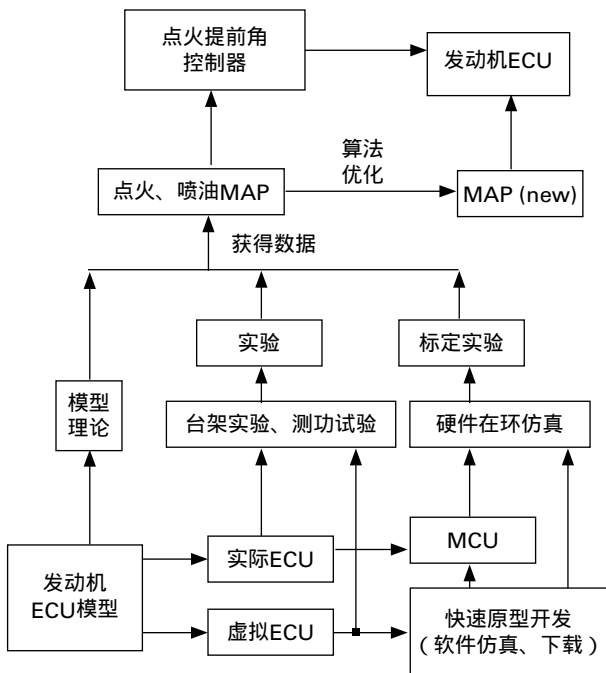 点火提前角
控制器
发动机ECU
算法
优化
点火、喷油MAP
MAP (new)
获得数据
实验
标定实验
模型
理论
台架实验、测功试验
硬件在环仿真
发动机
ECU模型
实际ECU
MCU
虚拟ECU
快速原型开发
(软件仿真、下载)